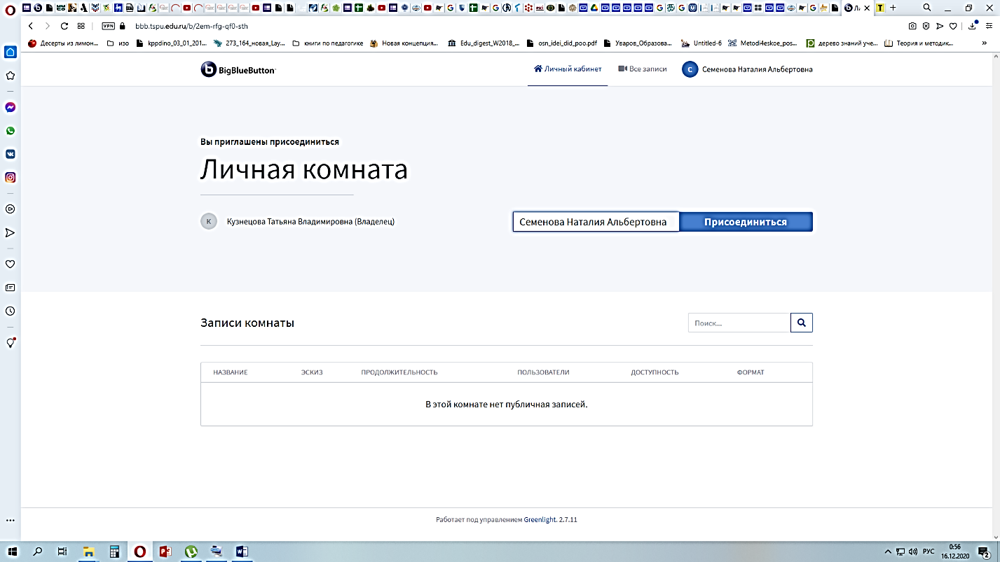 VPN
bbb.tspu.edu.ru/b/2em-rfg-qf0-sth
Десерты из лимон...
изо
kppdino_03_01_201...
273_164_новая_Lay...
книги по педагогике
Новая концепция...
Edu_digest_W2018_...
osn_idei_did_poo.pdf
Уваров_Образова...
Untitled-6
Metodi4eskoe_pos...
дерево знаний уче...
Теория и методик...
»
BigBlueButton
Личный кабинет
Все записи
С
Семенова Наталия Альбертовна
Вы приглашены присоединиться
Личная комната
К
Кузнецова Татьяна Владимировна (Владелец)
Семенова Наталия Альбертовна
Присоединиться
Записи комнаты
Поиск...
НАЗВАНИЕ ЭСКИЗ ПРОДОЛЖИТЕЛЬНОСТЬ ПОЛЬЗОВАТЕЛИ ДОСТУПНОСТЬ ФОРМАТ
В этой комнате нет публичная записей.
Работает под управлением Greenlight. 2.7.11
РУС
0:56
16.12.2020
2